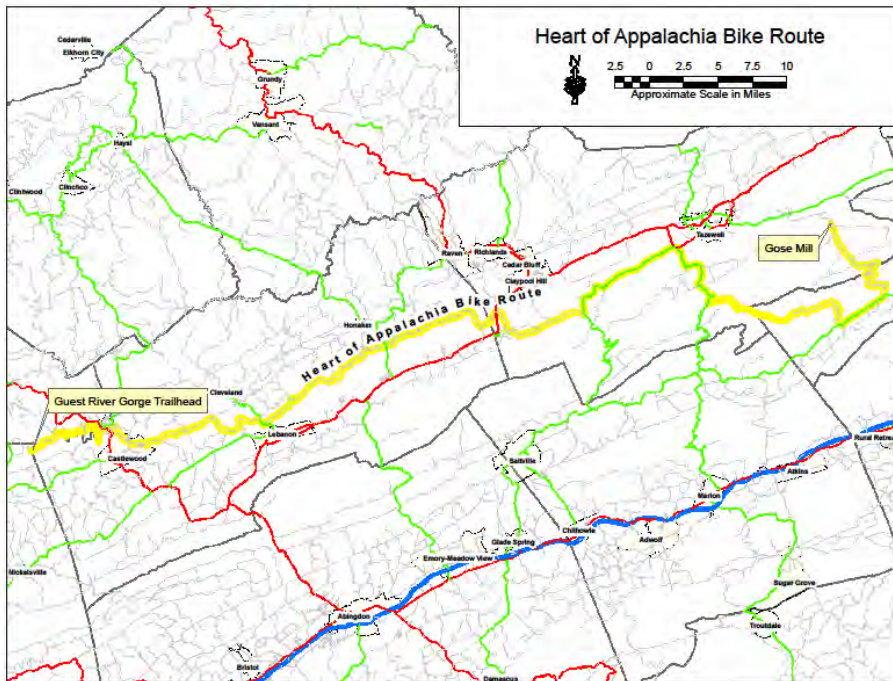 Heart of Appalachia Bike Route
N
2.5 0 2.5 5 7.5 10
Approximate Scale in Miles
Cedarville
Elkhorn City
Grundy
Vansant
Haysi
Clinchco
Clintwood
Tazewell
Gose Mill
Raven
Richlands
Cedar Bluff
Claypool Hill
Heart of Appalachia Bike Route
Honaker
Cleveland
Guest River Gorge Trailhead
Lebanon
Castlewood
Rural Retrea
Saltville
Atkins
Marion
Chilhowie
Adwolf
Glade Spring
Emory-Meadow View
Nickelsville
Sugar Grove
Abingdon
Troutdale
Bristol
Damascus